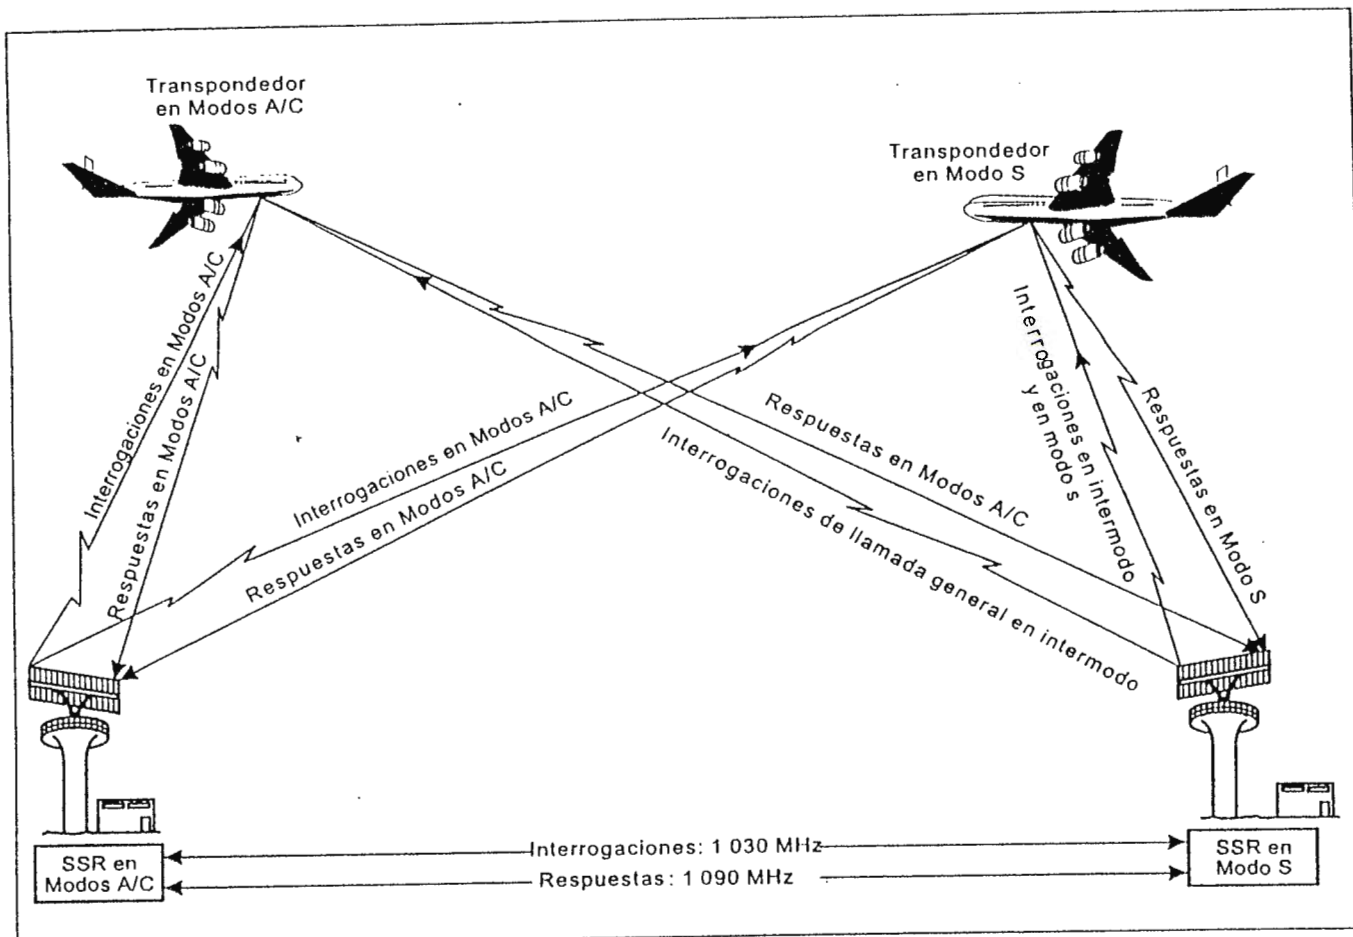 Transpondedor
en Modos A/C
Transpondedor
en Modo S
Interrogaciones en Modos A/C
Respuestas en Modos A/C
Interrogaciones en Modos A/C
Respuestas en Modos A/C
Respuestas en Modos A/C
Interrogaciones de llamada general en intermodo
Interrogaciones en intermodo
y en modo s
Respuestas en Modo S
SSR en
Modos A/C
Interrogaciones: 1 030 MHz
Respuestas: 1 090 MHz
SSR en
Modo S